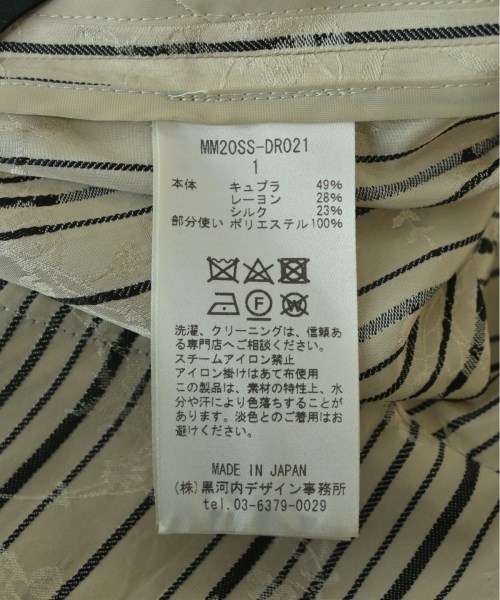 MM20SS-DR021
1
本体 キュプラ 49%
レーヨン 28%
シルク 23%
部分使い ポリエステル 100%
F W
洗濯、クリーニングは、信頼あ
る専門店へご相談ください。
スチームアイロン禁止
アイロン掛けはあて布使用
この製品は、素材の特性上、水
分や汗により色落ちすることが
あります。淡色とのご着用はお
避けください。
MADE IN JAPAN
(株)黒河内デザイン事務所
tel.03-6379-0029